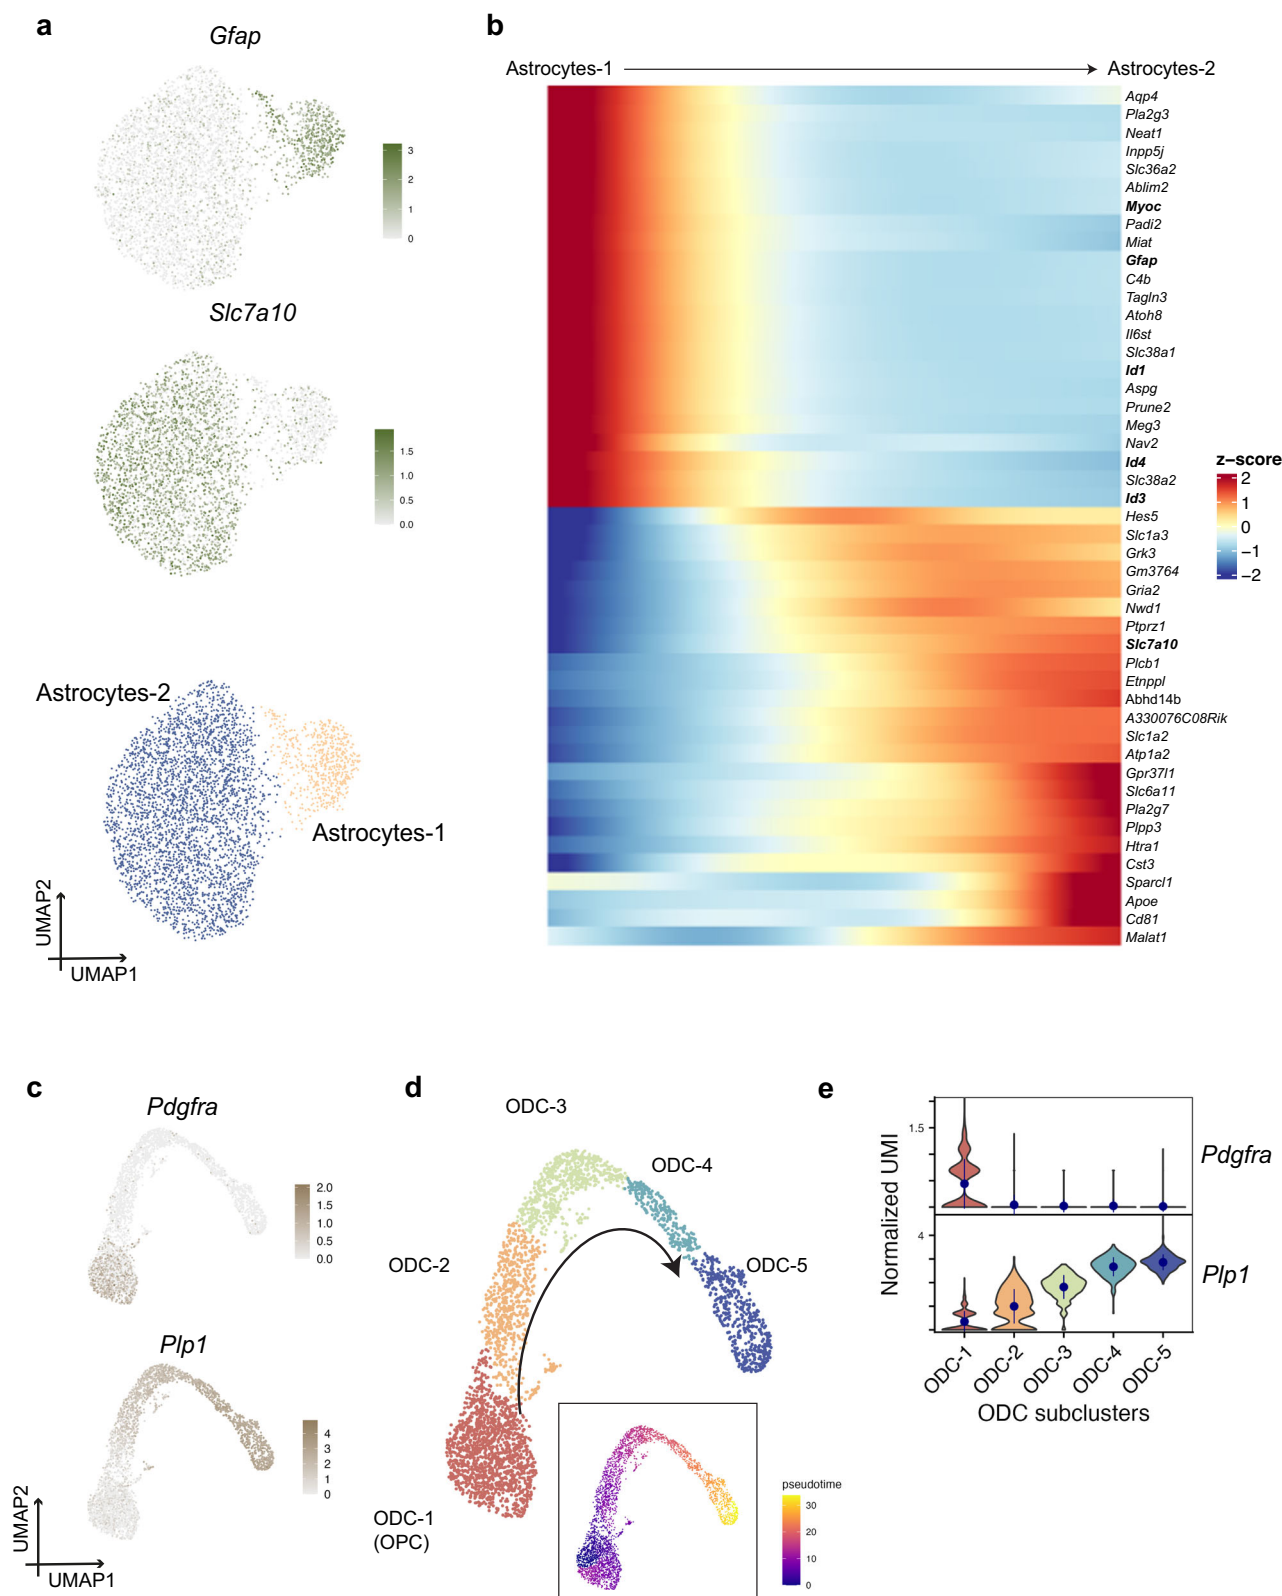 a
Gfap
3
2
1
0
Slc7a10
1.5
1.0
0.5
0.0
Astrocytes-2
Astrocytes-1
UMAP2
UMAP1
b
Astrocytes-1
Astrocytes-2
Aqp4
Pla2g3
Neat1
Inpp5j
Slc36a2
Ablim2
Myoc
Padi2
Miat
Gfap
C4b
Tagln3
Atoh8
Il6st
Slc38a1
Id1
Aspg
Prune2
Meg3
Nav2
Id4
Slc38a2
Id3
Hes5
Slc1a3
Grk3
Gm3764
Gria2
Nwd1
Ptprz1
Slc7a10
Plcb1
Etnppl
Abhd14b
A330076C08Rik
Slc1a2
Atp1a2
Gpr37l1
Slc6a11
Pla2g7
Plpp3
Htra1
Cst3
Sparcl1
Apoe
Cd81
Malat1
z-score
2
1
0
−1
−2
c
Pdgfra
2.0
1.5
1.0
0.5
0.0
Plp1
4
3
2
1
0
UMAP2
UMAP1
d
ODC-3
ODC-4
ODC-2
ODC-5
ODC-1
(OPC)
pseudotime
30
20
10
0
e
Normalized UMI
1.5
Pdgfra
4
Plp1
ODC-1
ODC-2
ODC-3
ODC-4
ODC-5
ODC subclusters